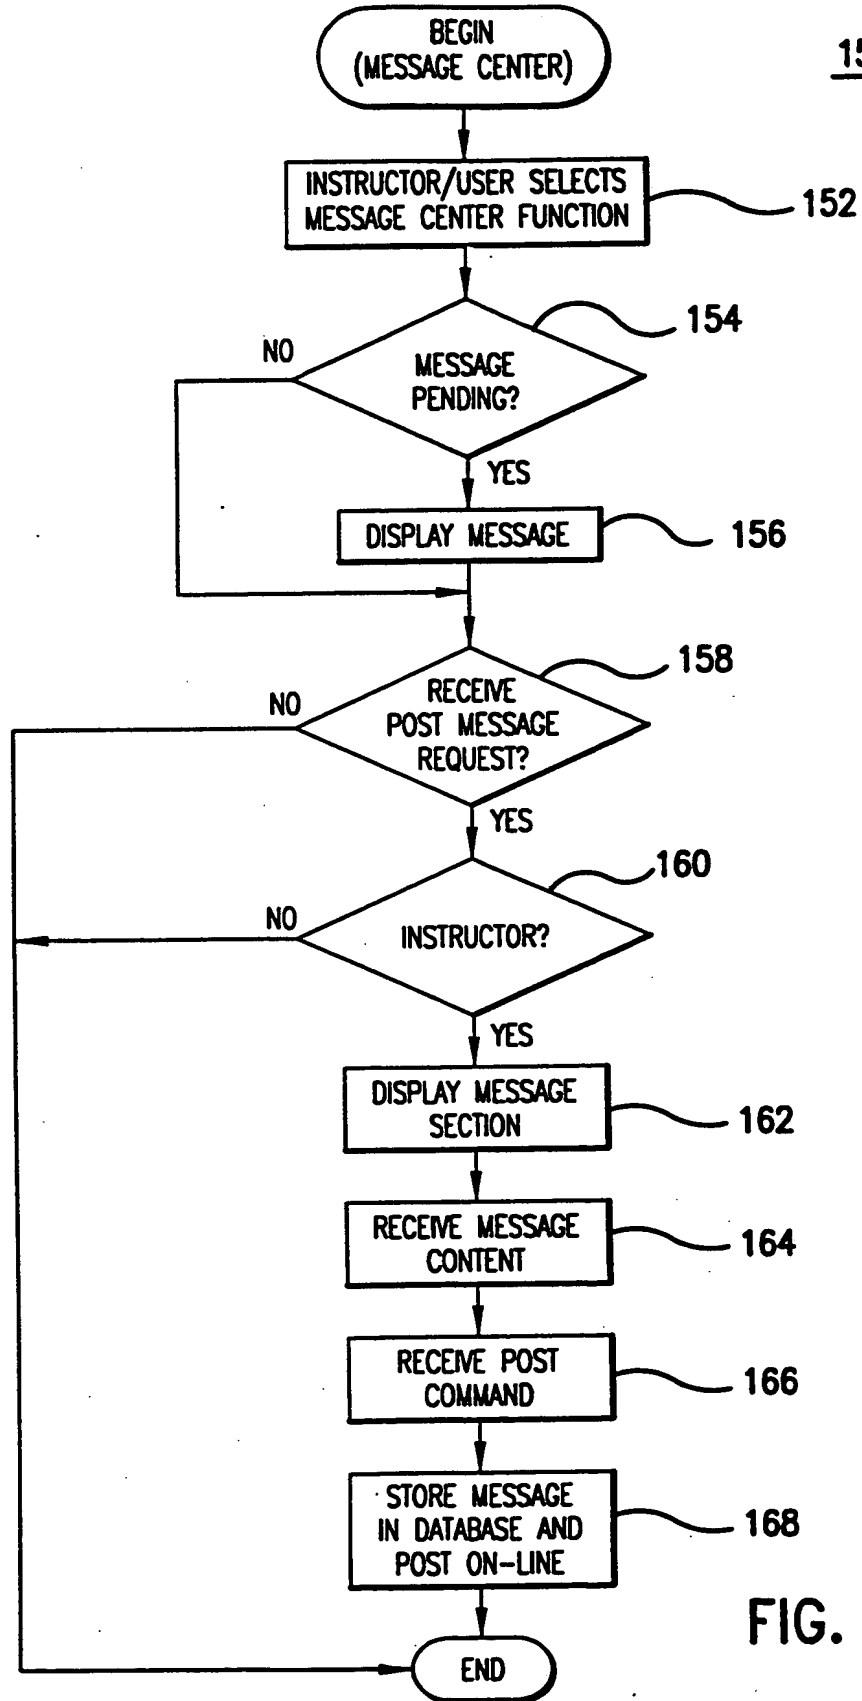 BEGIN
(MESSAGE CENTER)
15
INSTRUCTOR/USER SELECTS
MESSAGE CENTER FUNCTION
152
154
NO
MESSAGE
PENDING?
YES
DISPLAY MESSAGE
156
158
NO
RECEIVE
POST MESSAGE
REQUEST?
YES
160
NO
INSTRUCTOR?
YES
DISPLAY MESSAGE
SECTION
162
RECEIVE MESSAGE
CONTENT
164
RECEIVE POST
COMMAND
166
STORE MESSAGE
IN DATABASE AND
POST ON-LINE
168
FIG.
END